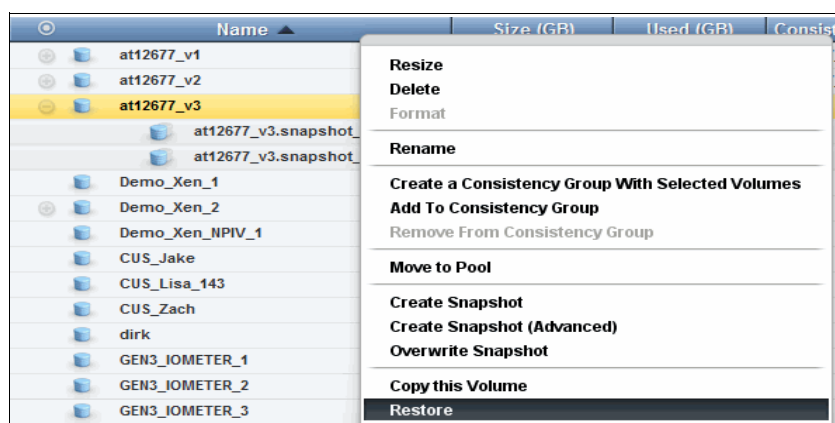 Name Size (GB) Used (GB) Consis
at12677_v1
at12677_v2
at12677_v3
at12677_v3.snapshot_
at12677_v3.snapshot_
Demo_Xen_1
Demo_Xen_2
Demo_Xen_NPIV_1
CUS_Jake
CUS_Lisa_143
CUS_Zach
dirk
GEN3_IOMETER_1
GEN3_IOMETER_2
GEN3_IOMETER_3
Resize
Delete
Format
Rename
Create a Consistency Group With Selected Volumes
Add To Consistency Group
Remove From Consistency Group
Move to Pool
Create Snapshot
Create Snapshot (Advanced)
Overwrite Snapshot
Copy this Volume
Restore